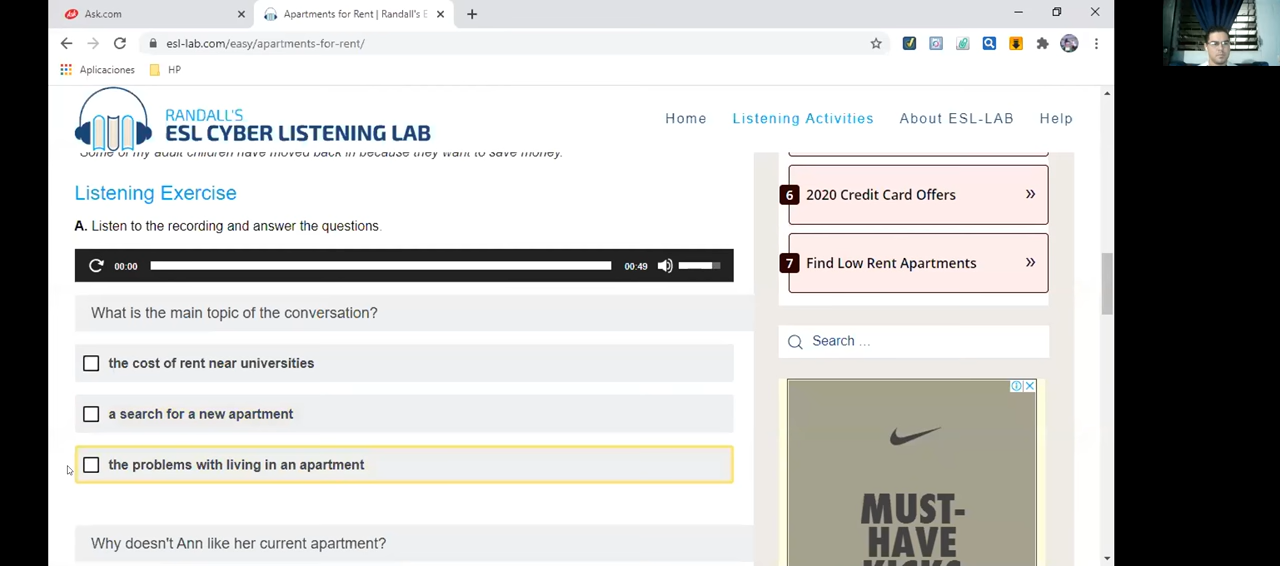 Ask.com
Apartments for Rent | Randall's E
esl-lab.com/easy/apartments-for-rent/
Aplicaciones
HP
RANDALL'S
ESL CYBER LISTENING LAB
Home
Listening Activities
About ESL-LAB
Help
Some of my adult children have moved back in because they want to save money.
Listening Exercise
A. Listen to the recording and answer the questions.
00:00
00:49
What is the main topic of the conversation?
the cost of rent near universities
a search for a new apartment
the problems with living in an apartment
Why doesn't Ann like her current apartment?
6 2020 Credit Card Offers »
7 Find Low Rent Apartments »
Search ...
MUST-
HAVE
KICKS